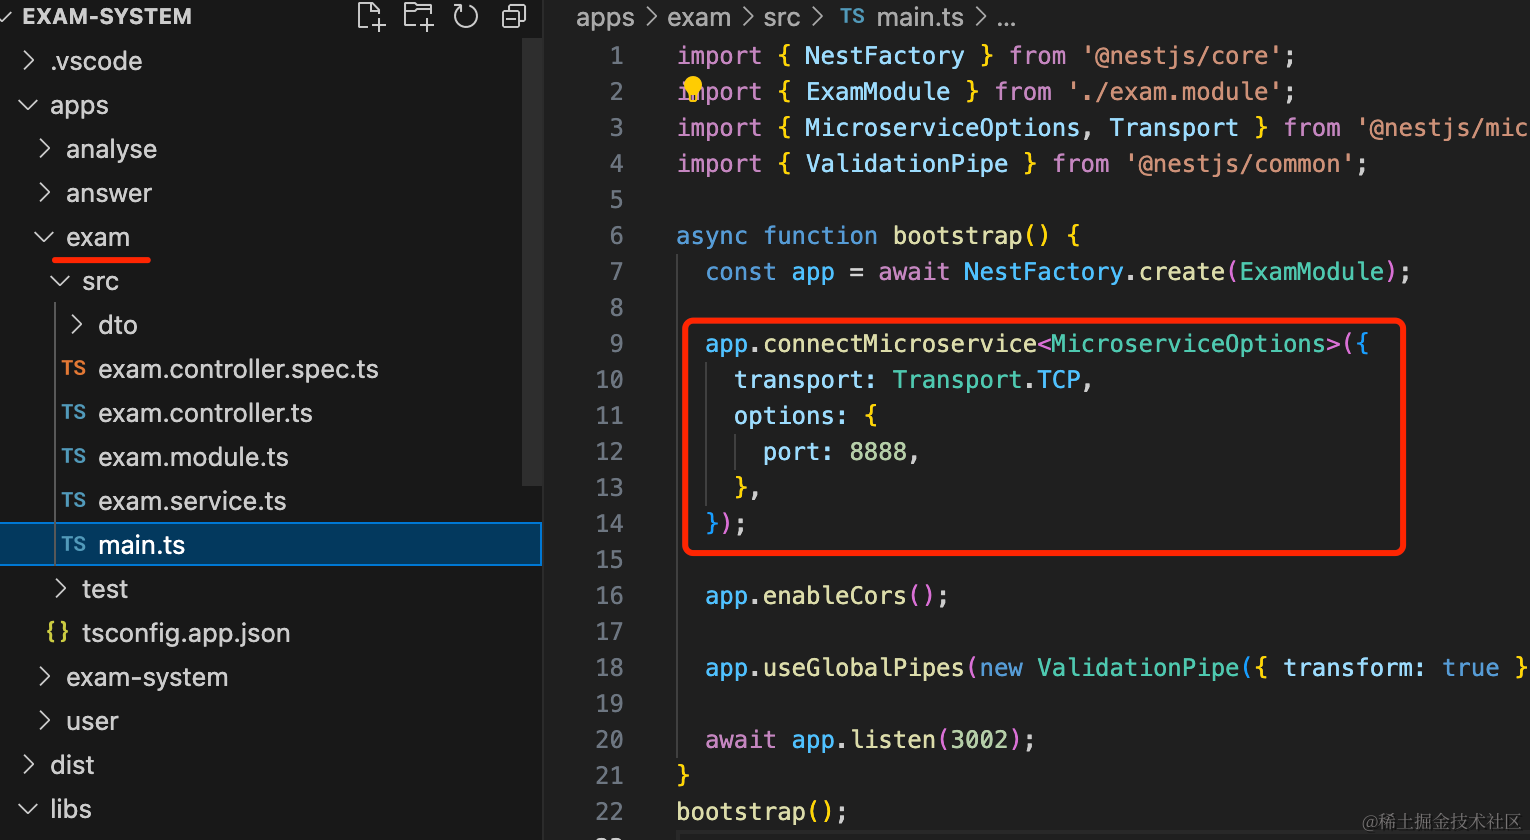 EXAM-SYSTEM
.vscode
apps
analyse
answer
exam
src
dto
TS exam.controller.spec.ts
TS exam.controller.ts
TS exam.module.ts
TS exam.service.ts
TS main.ts
test
{} tsconfig.app.json
exam-system
user
dist
libs
apps > exam > src > TS main.ts > ...
1 import { NestFactory } from '@nestjs/core';
2 import { ExamModule } from './exam.module';
3 import { MicroserviceOptions, Transport } from '@nestjs/mic
4 import { ValidationPipe } from '@nestjs/common';
5
6 async function bootstrap() {
7 const app = await NestFactory.create(ExamModule);
8
9 app.connectMicroservice<MicroserviceOptions>({
10 transport: Transport.TCP,
11 options: {
12 port: 8888,
13 },
14 });
15
16 app.enableCors();
17
18 app.useGlobalPipes(new ValidationPipe({ transform: true }
19
20 await app.listen(3002);
21 }
22 bootstrap();
@稀土掘金技术社区